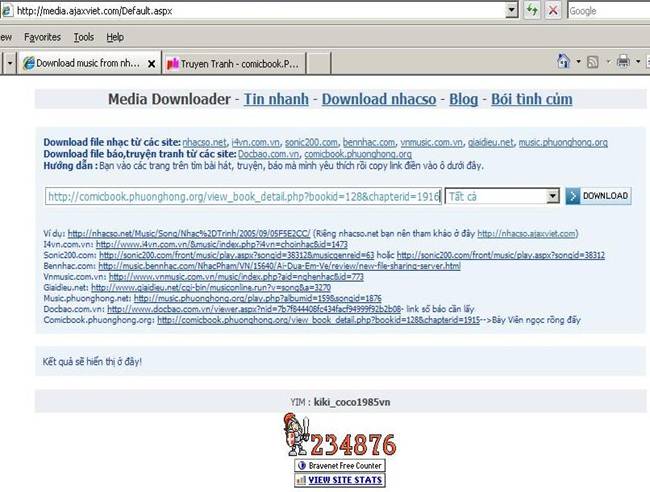 http://media.ajaxviet.com/Default.aspx
Google
ew Favorites Tools Help
Download music from nh... Truyen Tranh - comicbook.P...
Media Downloader - Tin nhanh - Download nhacso - Blog - Bói tình củm
Download file nhạc từ các site: nhacso.net, i4vn.com.vn, sonic200.com, bennhac.com, vnmusic.com.vn, giaidieu.net, music.phuonghong.org
Download file báo,truyện tranh từ các site: Docbao.com.vn, comicbook.phuonghong.org
Hướng dẫn : Bạn vào các trang trên tìm bài hát, truyện, báo mà mình yêu thích rồi copy link điền vào ô dưới đây.
http://comicbook.phuonghong.org/view_book_detail.php?bookid=128&chapterid=1916 Tất cả DOWNLOAD
Ví dụ: http://nhacso.net/Music/Song/Nhac%2DTrinh/2005/09/05F5E2CC/ (Riêng nhacso.net bạn nên tham khảo ở đây http://nhacso.ajaxviet.com)
I4vn.com.vn: http://www.i4vn.com.vn/&music/index.php?i4vn=choinhac&id=1473
Sonic200.com: http://sonic200.com/front/music/play.aspx?songid=38312&musicgenreid=63 hoặc http://sonic200.com/front/music/play.aspx?songid=38312
Bennhac.com: http://music.bennhac.com/NhacPham/VN/15640/Ai-Dua-Em-Ve/review/new-file-sharing-server.html
Vnmusic.com.vn: http://www.vnmusic.com.vn/music/index.php?aid=nghenhac&id=773
Giaidieu.net: http://www.giaidieu.net/cgi-bin/musiconline.run?v=song&a=3270
Music.phuonghong.net: http://music.phuonghong.org/play.php?albumid=159&songid=1876
Docbao.com.vn: http://www.docbao.com.vn/viewer.aspx?nid=7b7f844408fc434facf94999f92b2b08- link số báo cần lấy
Comicbook.phuonghong.org: http://comicbook.phuonghong.org/view_book_detail.php?bookid=128&chapterid=1915-->Bảy Viên ngọc rồng đấy
Kết quả sẽ hiển thị ở đây!
YIM : kiki_coco1985vn
234876
Bravenet Free Counter
VIEW SITE STATS